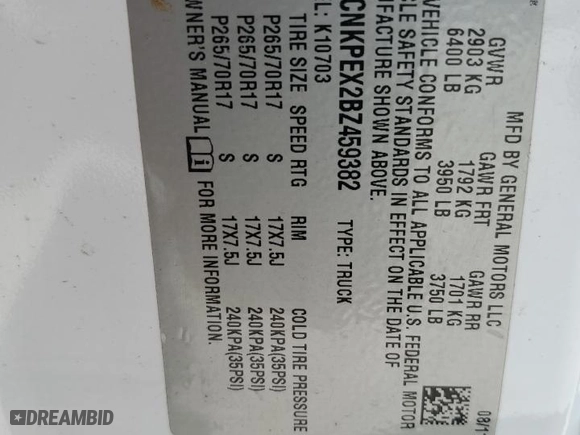 MFD BY GENERAL MOTORS LLC
GVWR GAWR FRT GAWR RR
2903 KG 1792 KG 1701 KG
6400 LB 3950 LB 3750 LB
VEHICLE CONFORMS TO ALL APPLICABLE U.S. FEDERAL MOTOR
CLE SAFETY STANDARDS IN EFFECT ON THE DATE OF
FACTURE SHOWN ABOVE.
CNKPEX2BZ459382 TYPE: TRUCK
L: K10703
TIRE SIZE SPEED RTG RIM COLD TIRE PRESSURE
P265/70R17 S 17X7.5J 240KPA(35PSI)
P265/70R17 S 17X7.5J 240KPA(35PSI)
P265/70R17 S 17X7.5J 240KPA(35PSI)
WNER'S MANUAL i FOR MORE INFORMATION.
DREAMBID